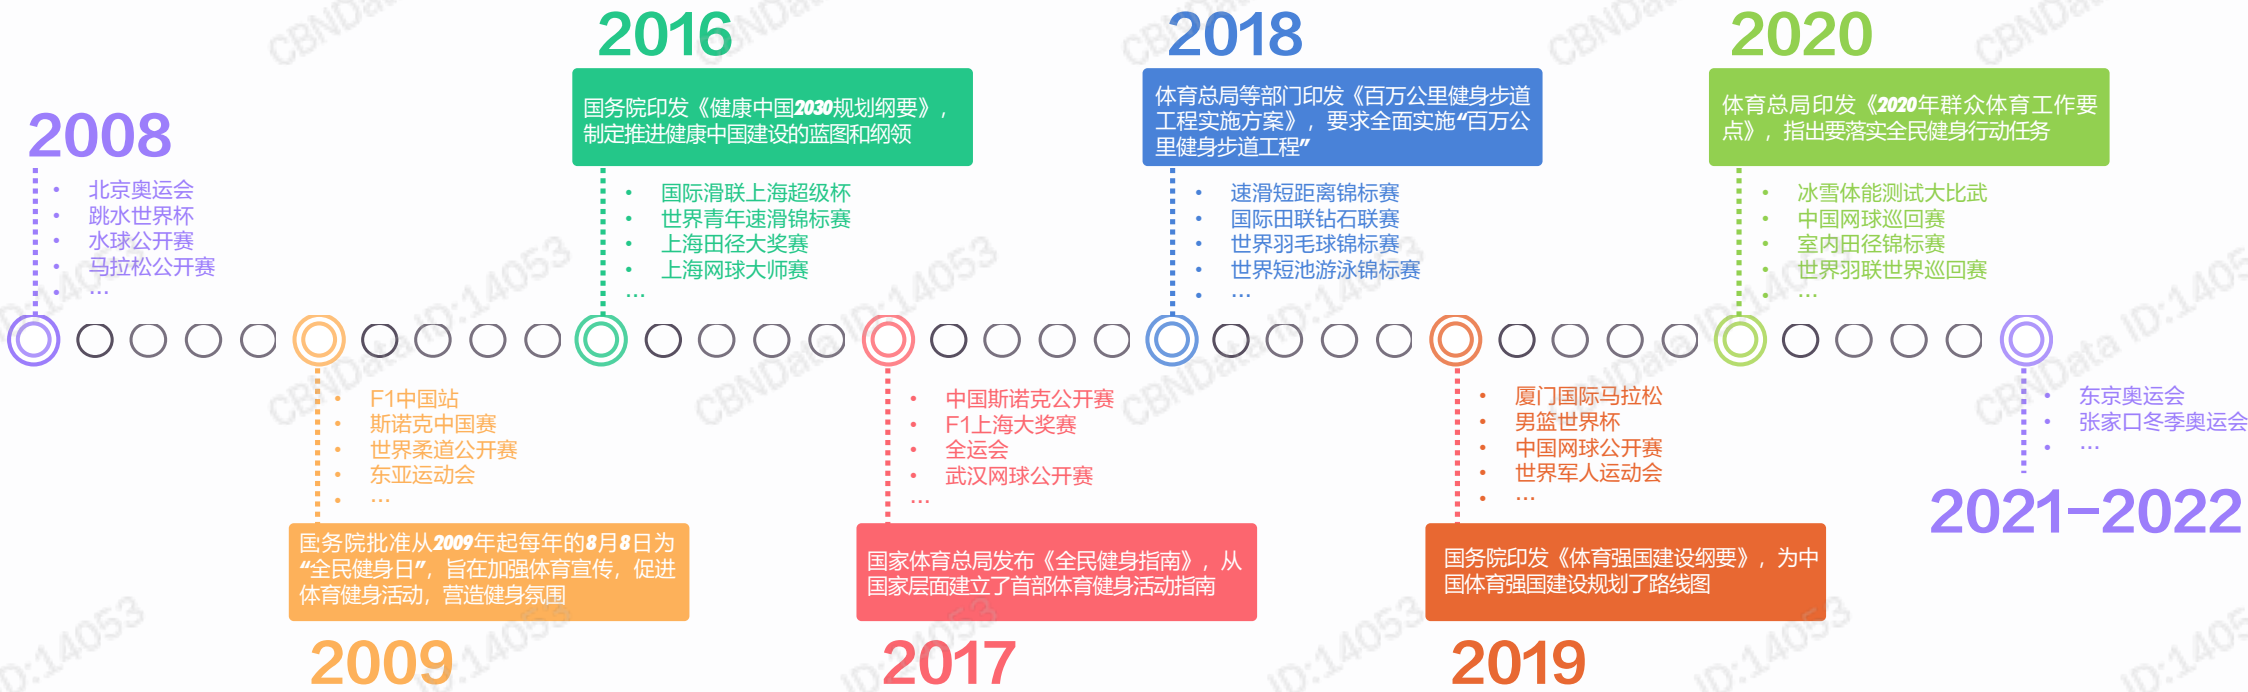 2008
• 北京奥运会
• 跳水世界杯
• 水球公开赛
• 马拉松公开赛
• …
• F1中国站
• 斯诺克中国赛
• 世界柔道公开赛
• 东亚运动会
• …
国务院批准从2009年起每年的8月8日为
“全民健身日”，旨在加强体育宣传，促进
体育健身活动，营造健身氛围
2009
2016
国务院印发《健康中国2030规划纲要》，
制定推进健康中国建设的蓝图和纲领
• 国际滑联上海超级杯
• 世界青年速滑锦标赛
• 上海田径大奖赛
• 上海网球大师赛
…
• 中国斯诺克公开赛
• F1上海大奖赛
• 全运会
• 武汉网球公开赛
…
国家体育总局发布《全民健身指南》，从
国家层面建立了首部体育健身活动指南
2017
2018
体育总局等部门印发《百万公里健身步道
工程实施方案》，要求全面实施“百万公
里健身步道工程”
• 速滑短距离锦标赛
• 国际田联钻石联赛
• 世界羽毛球锦标赛
• 世界短池游泳锦标赛
• …
• 厦门国际马拉松
• 男篮世界杯
• 中国网球公开赛
• 世界军人运动会
• …
国务院印发《体育强国建设纲要》，为中
国体育强国建设规划了路线图
2019
2020
体育总局印发《2020年群众体育工作要
点》，指出要落实全民健身行动任务
• 冰雪体能测试大比武
• 中国网球巡回赛
• 室内田径锦标赛
• 世界羽联世界巡回赛
• …
• 东京奥运会
• 张家口冬季奥运会
• …
2021–2022
CBNData ID:14053